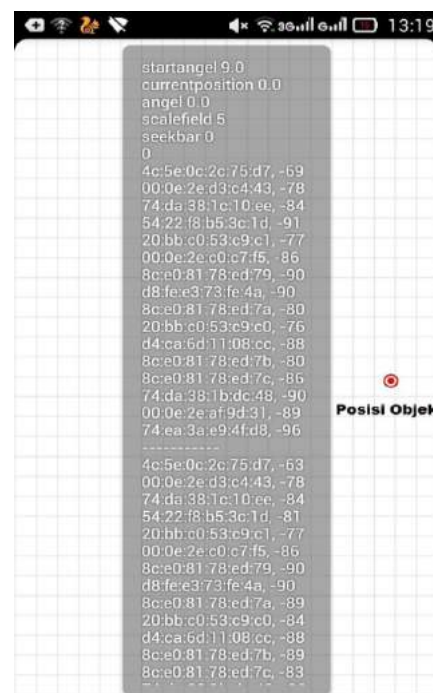 3G G 13:19
startangel 9.0
currentposition 0.0
angel 0.0
scalefield 5
seekbar 0
0
4c:5e:0c:2c:75:d7, -69
00:0e:2e:d3:c4:43, -78
74:da:38:1c:10:ee, -84
54:22:f8:b5:3c:1d, -91
20:bb:c0:53:c9:c1, -77
00:0e:2e:c0:c7:f5, -86
8c:e0:81:78:ed:79, -90
d8:fe:e3:73:fe:4a, -90
8c:e0:81:78:ed:7a, -80
20:bb:c0:53:c9:c0, -76
d4:ca:6d:11:08:cc, -88
8c:e0:81:78:ed:7b, -80
8c:e0:81:78:ed:7c, -86
74:da:38:1b:dc:48, -90
00:0e:2e:af:9d:31, -89
74:ea:3a:e9:4f:d8, -96
-----------
4c:5e:0c:2c:75:d7, -63
00:0e:2e:d3:c4:43, -78
74:da:38:1c:10:ee, -84
54:22:f8:b5:3c:1d, -81
20:bb:c0:53:c9:c1, -77
00:0e:2e:c0:c7:f5, -86
8c:e0:81:78:ed:79, -90
d8:fe:e3:73:fe:4a, -90
8c:e0:81:78:ed:7a, -89
20:bb:c0:53:c9:c0, -84
d4:ca:6d:11:08:cc, -88
8c:e0:81:78:ed:7b, -89
8c:e0:81:78:ed:7c, -83
Posisi Objek